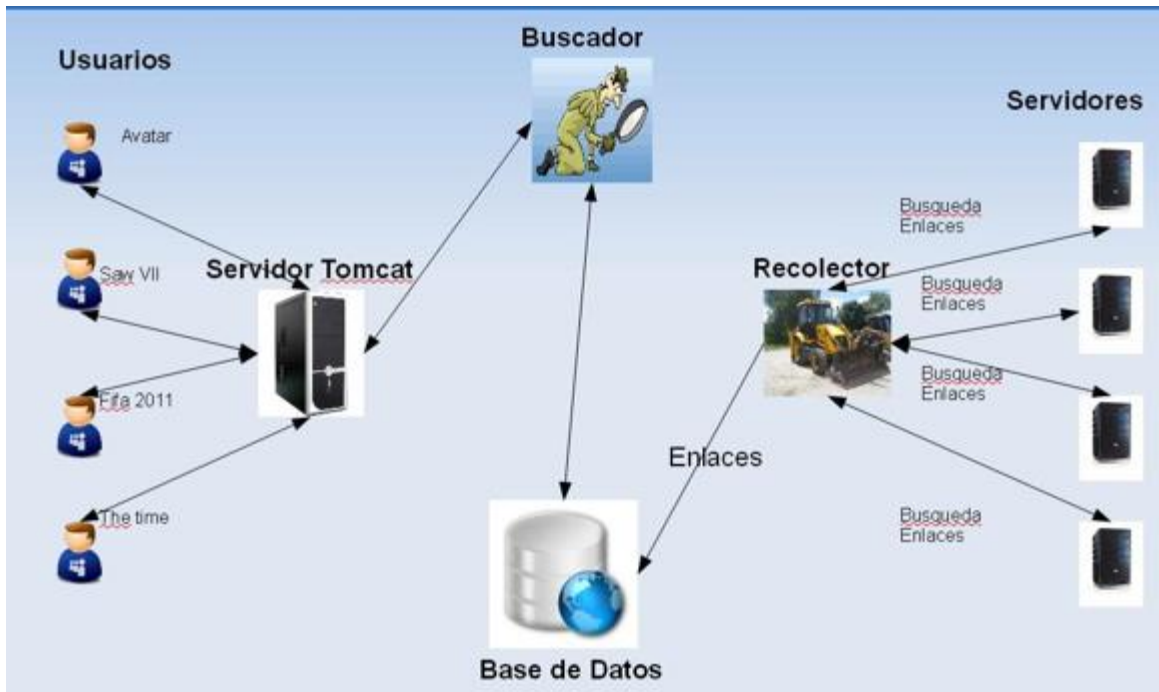 Buscador
Usuarios
Servidores
Avatar
Busqueda
Enlaces
Servidor Tomcat
Recolector
Saw VII
Busqueda
Enlaces
Busqueda
Enlaces
Fifa 2011
Enlaces
The time
Busqueda
Enlaces
Base de Datos